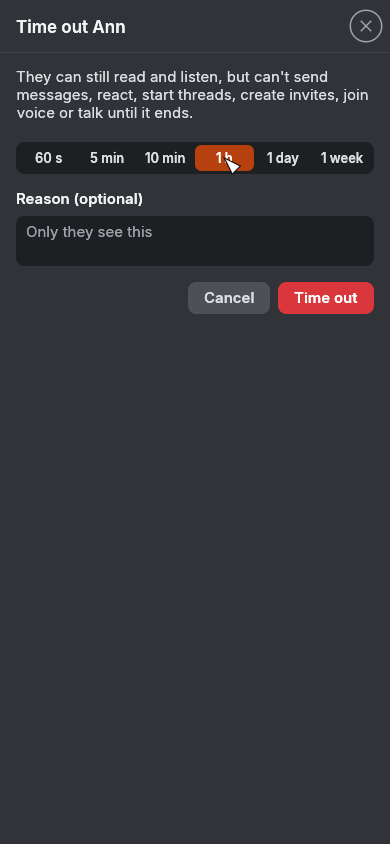 Time out Ann
They can still read and listen, but can't send
messages, react, start threads, create invites, join
voice or talk until it ends.
60 s 5 min 10 min 1 h 1 day 1 week
Reason (optional)
Only they see this
Cancel Time out